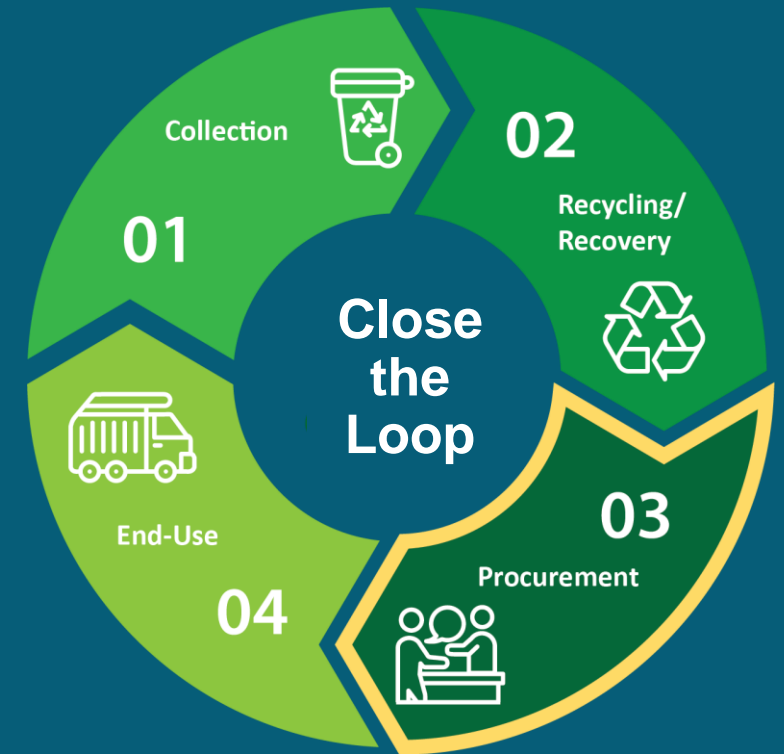 Collection
01
02
Recycling/
Recovery
Close
the
Loop
03
Procurement
End-Use
04